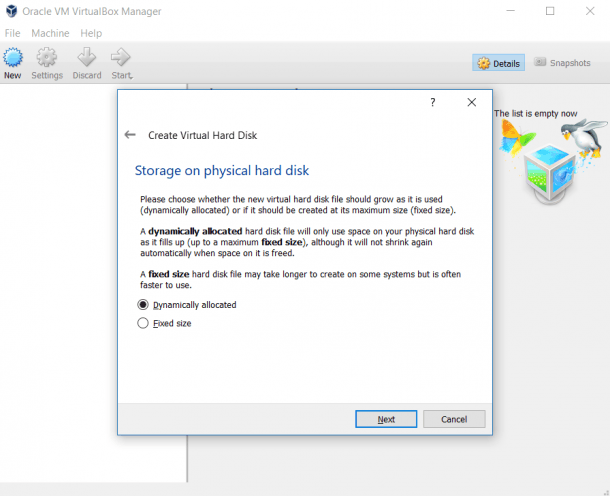 Oracle VM VirtualBox Manager
File Machine Help
New Settings Discard Start
Details Snapshots
The list is empty now
?
Create Virtual Hard Disk
Storage on physical hard disk
Please choose whether the new virtual hard disk file should grow as it is used
(dynamically allocated) or if it should be created at its maximum size (fixed size).
A dynamically allocated hard disk file will only use space on your physical hard disk
as it fills up (up to a maximum fixed size), although it will not shrink again
automatically when space on it is freed.
A fixed size hard disk file may take longer to create on some systems but is often
faster to use.
Dynamically allocated
Fixed size
Next Cancel